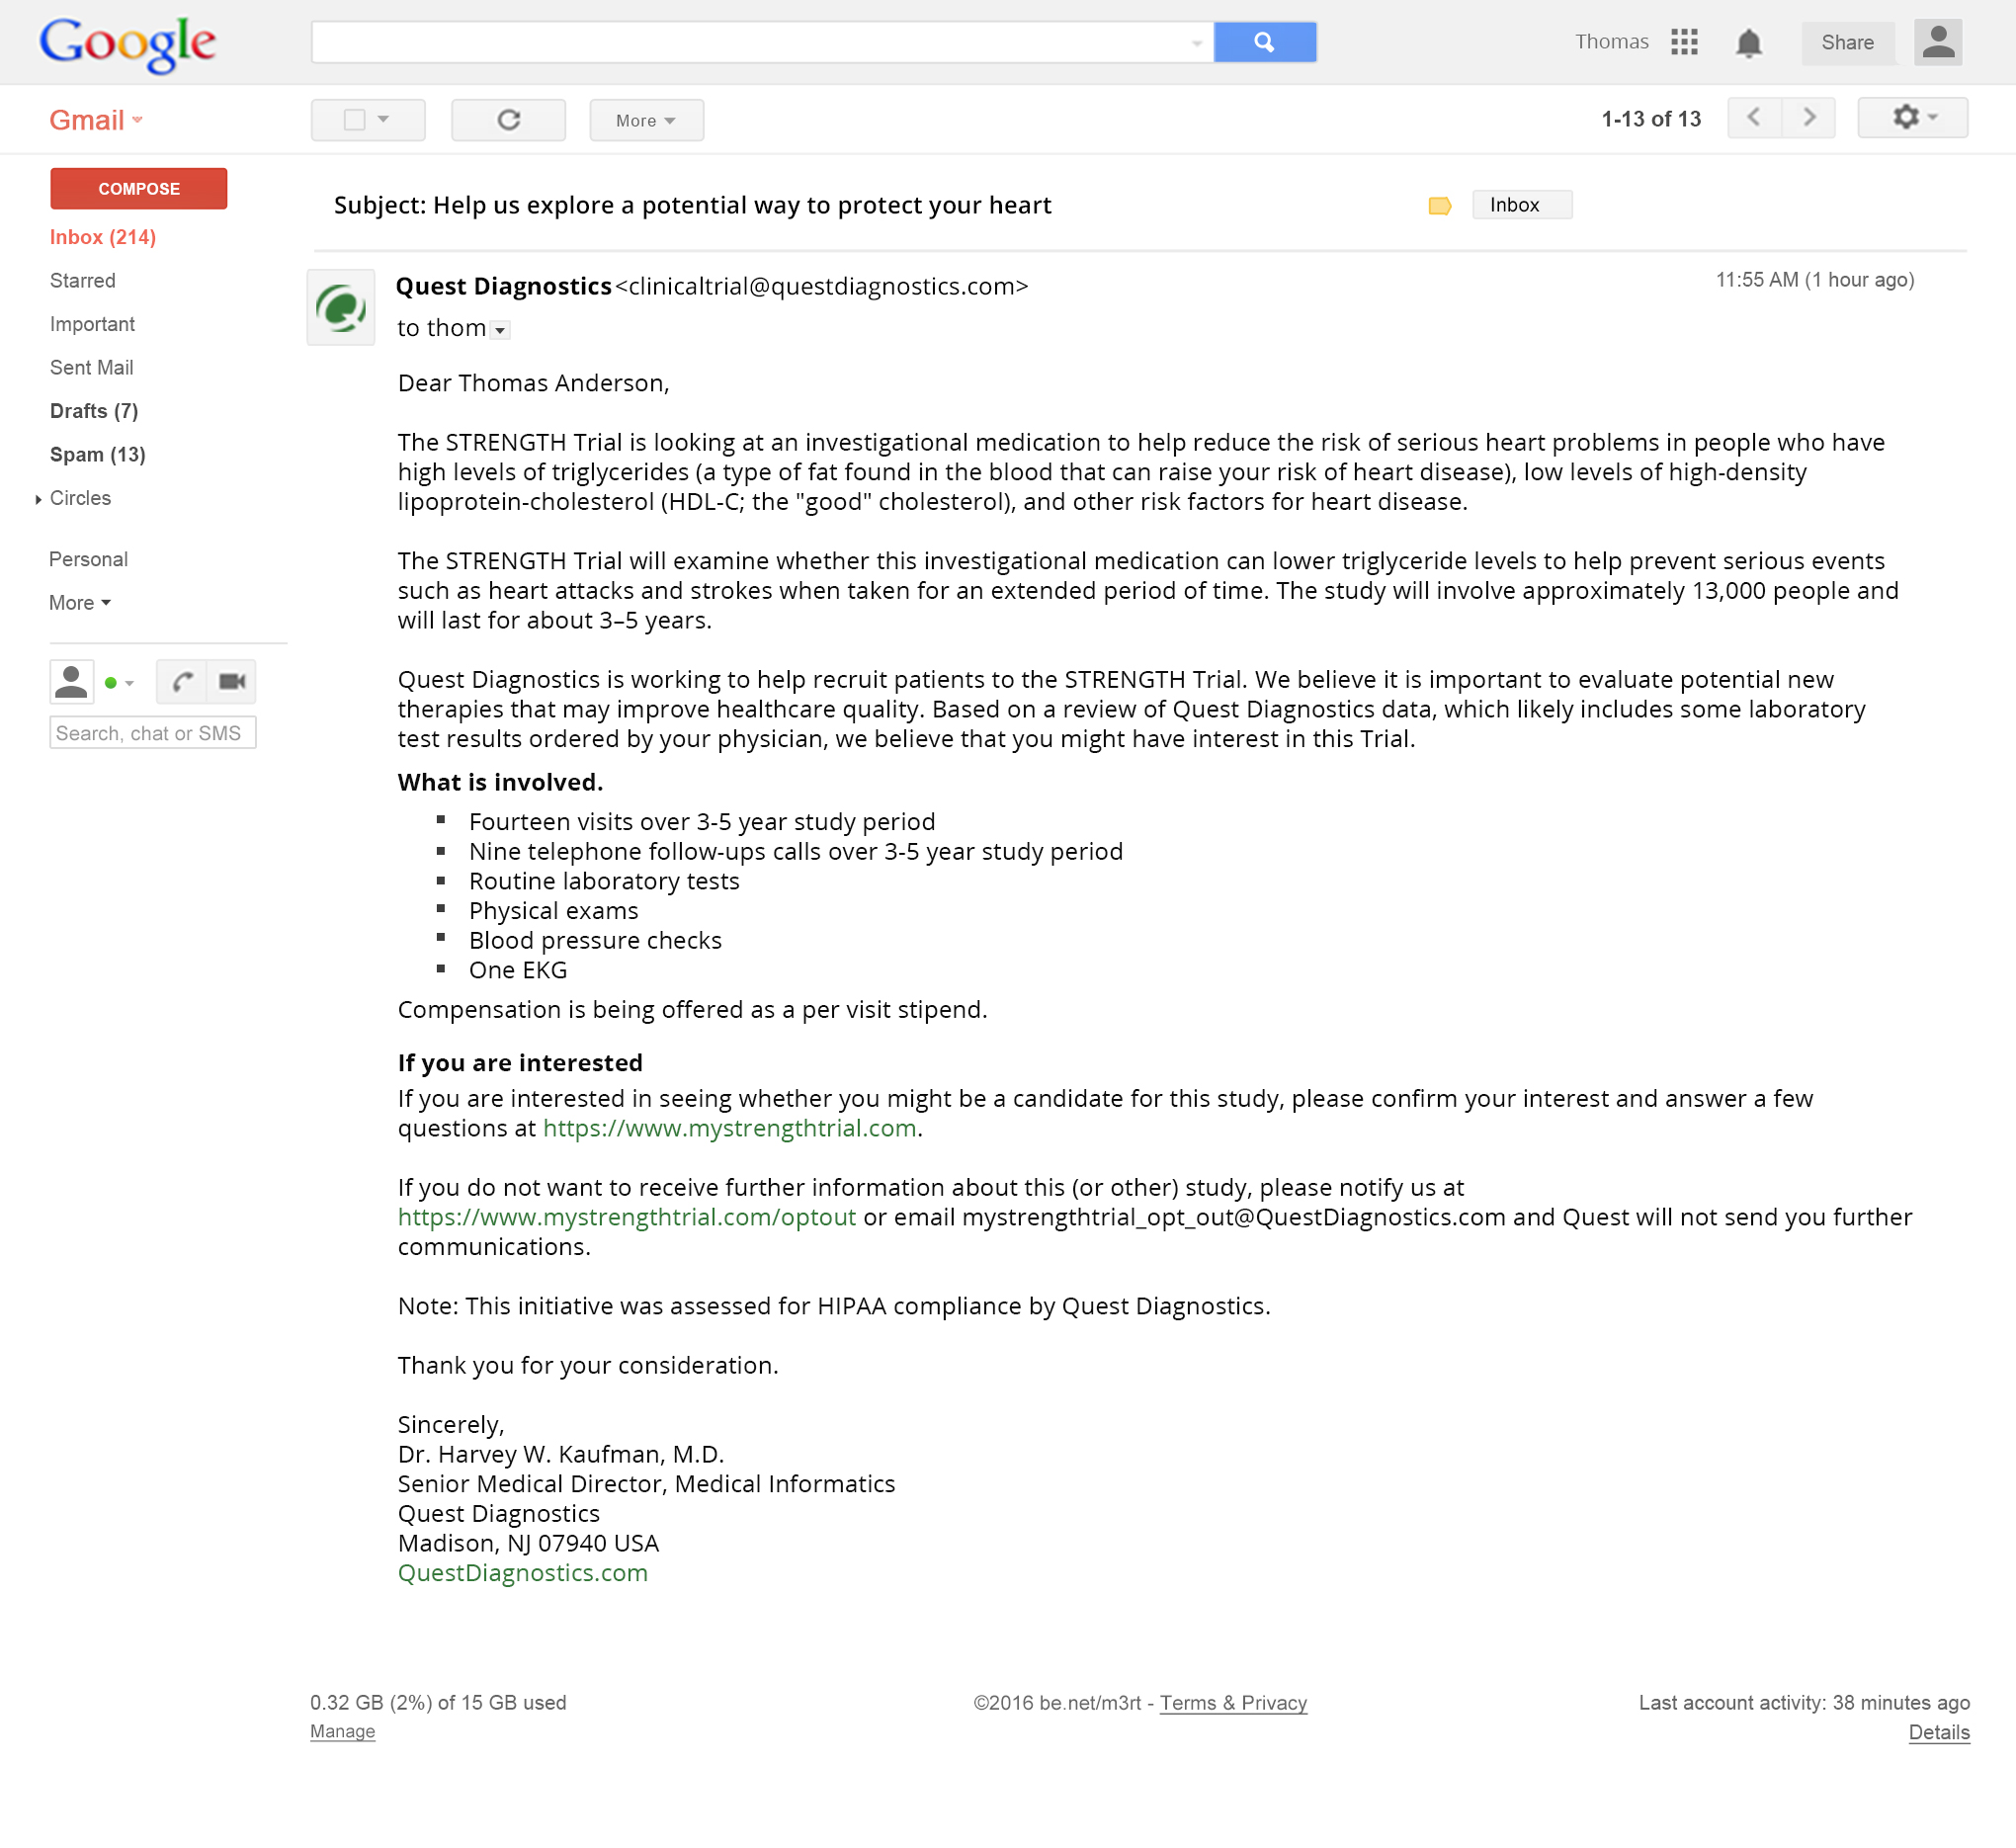 Google
Thomas
Share
Gmail
More
1-13 of 13
COMPOSE
Inbox (214)
Starred
Important
Sent Mail
Drafts (7)
Spam (13)
Circles
Personal
More
Search, chat or SMS
Subject: Help us explore a potential way to protect your heart
Inbox
Quest Diagnostics <clinicaltrial@questdiagnostics.com>
11:55 AM (1 hour ago)
to thom
Dear Thomas Anderson,
The STRENGTH Trial is looking at an investigational medication to help reduce the risk of serious heart problems in people who have
high levels of triglycerides (a type of fat found in the blood that can raise your risk of heart disease), low levels of high-density
lipoprotein-cholesterol (HDL-C; the "good" cholesterol), and other risk factors for heart disease.
The STRENGTH Trial will examine whether this investigational medication can lower triglyceride levels to help prevent serious events
such as heart attacks and strokes when taken for an extended period of time. The study will involve approximately 13,000 people and
will last for about 3–5 years.
Quest Diagnostics is working to help recruit patients to the STRENGTH Trial. We believe it is important to evaluate potential new
therapies that may improve healthcare quality. Based on a review of Quest Diagnostics data, which likely includes some laboratory
test results ordered by your physician, we believe that you might have interest in this Trial.
What is involved.
▪ Fourteen visits over 3-5 year study period
▪ Nine telephone follow-ups calls over 3-5 year study period
▪ Routine laboratory tests
▪ Physical exams
▪ Blood pressure checks
▪ One EKG
Compensation is being offered as a per visit stipend.
If you are interested
If you are interested in seeing whether you might be a candidate for this study, please confirm your interest and answer a few
questions at https://www.mystrengthtrial.com.
If you do not want to receive further information about this (or other) study, please notify us at
https://www.mystrengthtrial.com/optout or email mystrengthtrial_opt_out@QuestDiagnostics.com and Quest will not send you further
communications.
Note: This initiative was assessed for HIPAA compliance by Quest Diagnostics.
Thank you for your consideration.
Sincerely,
Dr. Harvey W. Kaufman, M.D.
Senior Medical Director, Medical Informatics
Quest Diagnostics
Madison, NJ 07940 USA
QuestDiagnostics.com
0.32 GB (2%) of 15 GB used
Manage
©2016 be.net/m3rt - Terms & Privacy
Last account activity: 38 minutes ago
Details